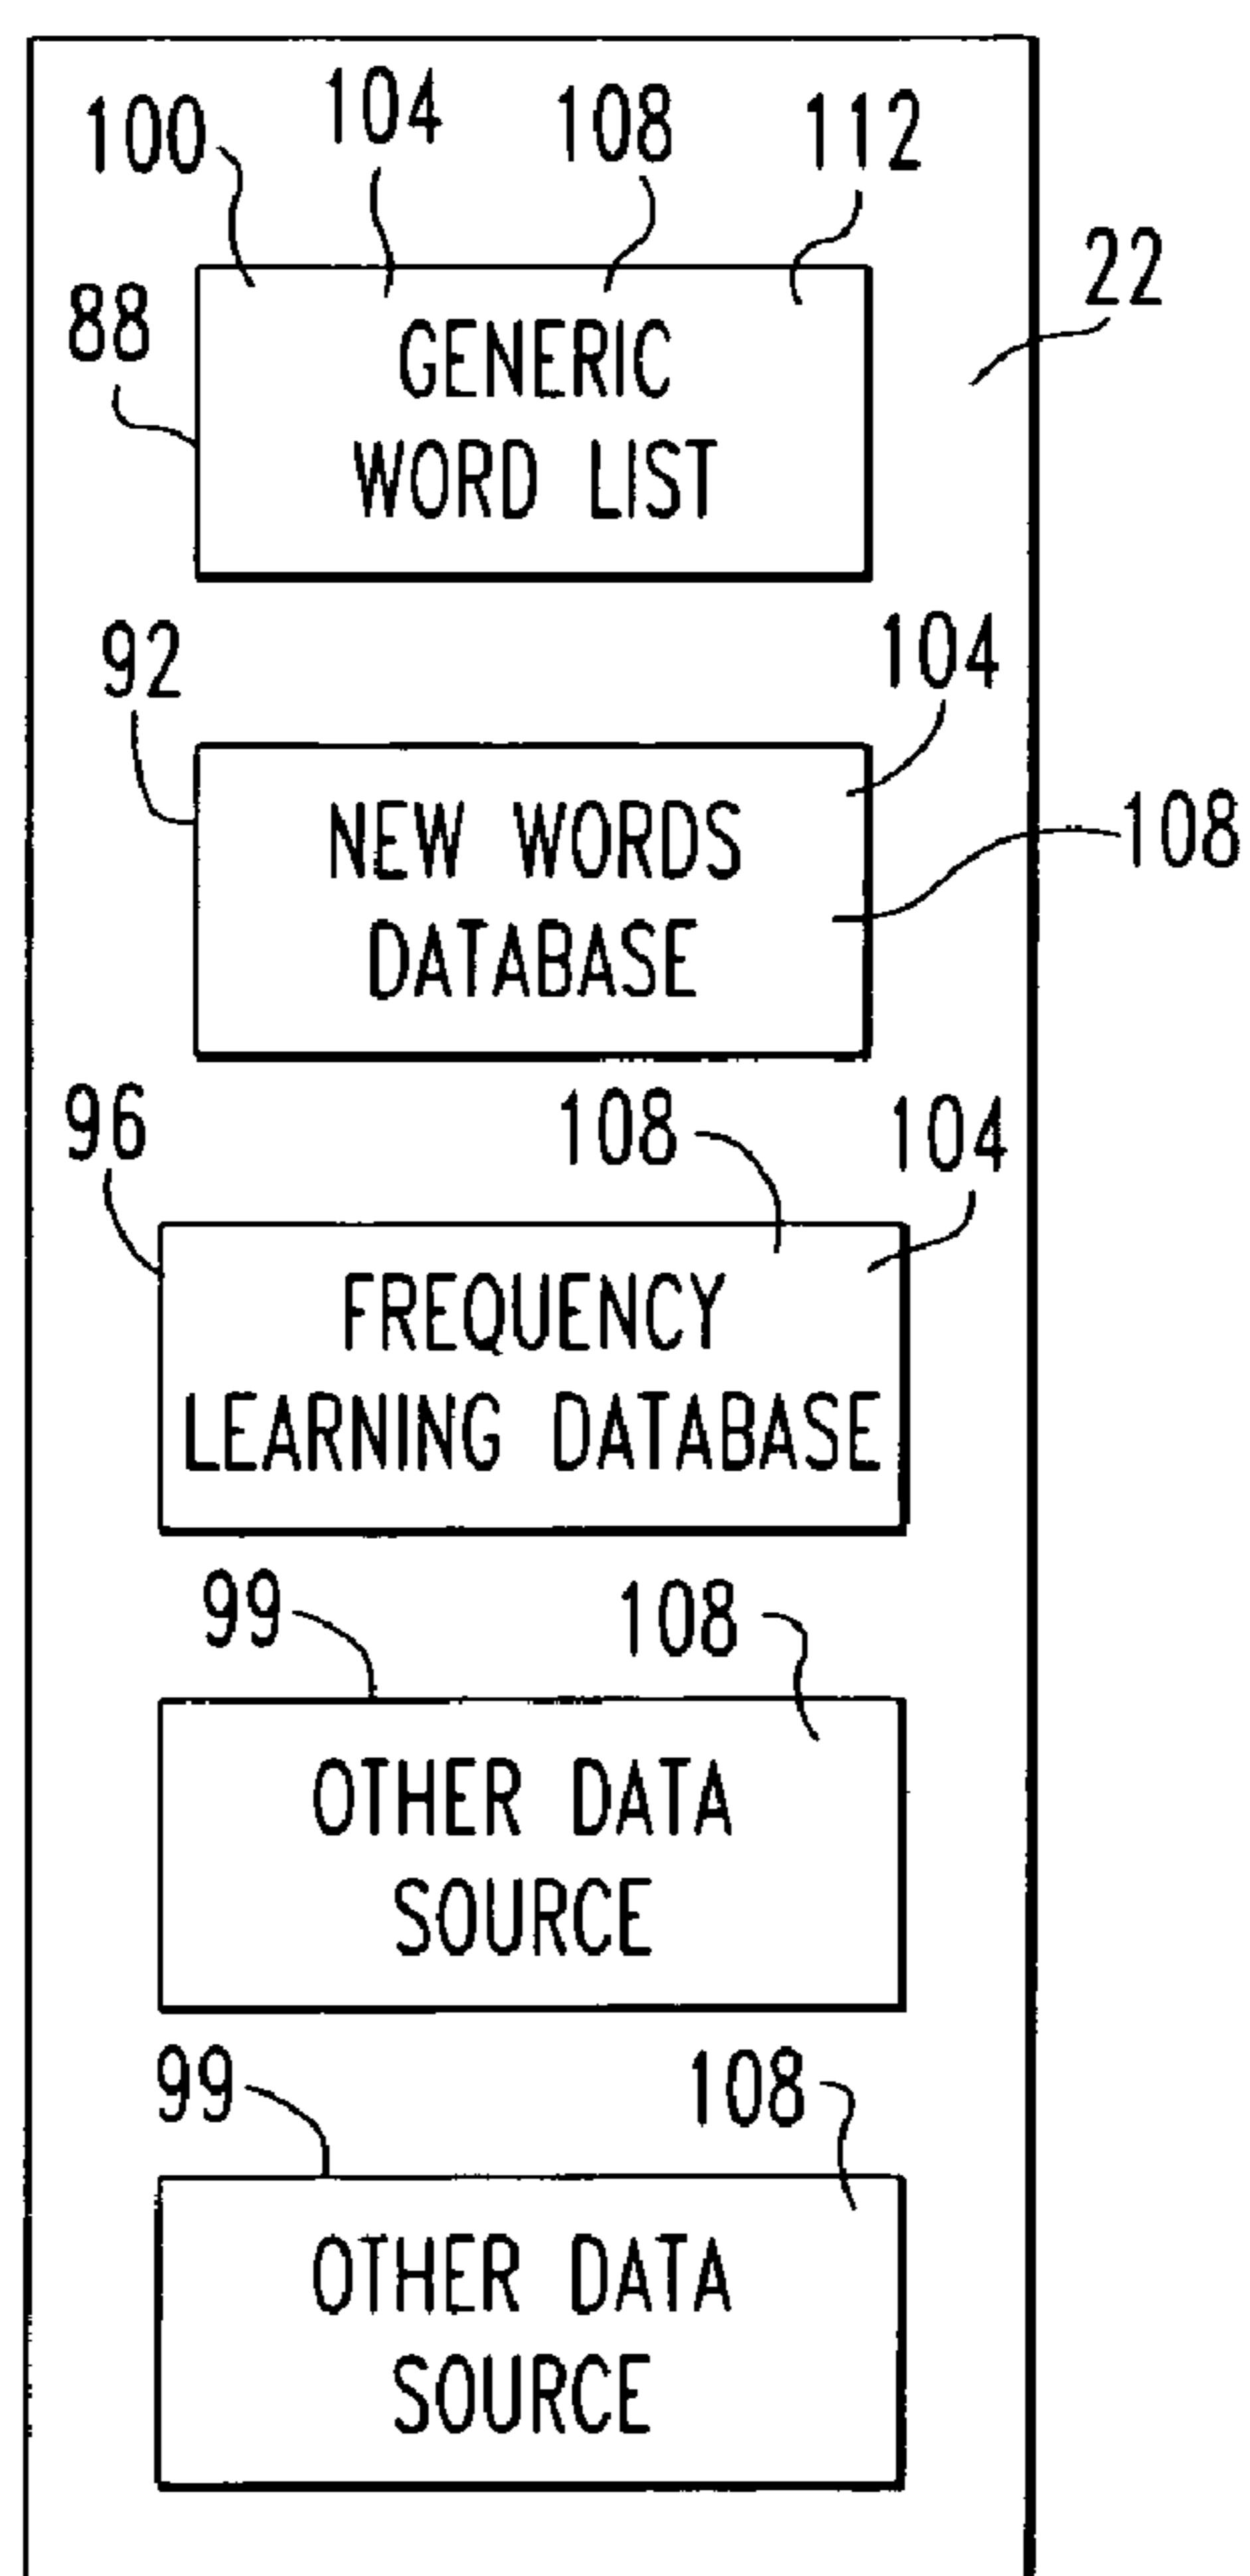 100 104 108 112
88 22
GENERIC
WORD LIST
92 104
NEW WORDS 108
DATABASE
96 108 104
FREQUENCY
LEARNING DATABASE
99 108
OTHER DATA
SOURCE
99 108
OTHER DATA
SOURCE